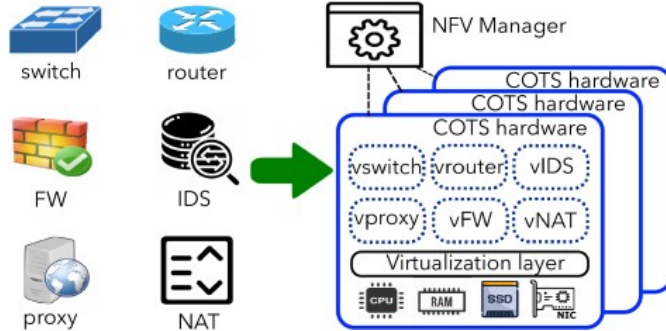 switch
router
FW
IDS
proxy
NAT
NFV Manager
COTS hardware
COTS hardware
COTS hardware
vswitch
vrouter
vIDS
vproxy
vFW
vNAT
Virtualization layer
CPU
RAM
SSD
NIC